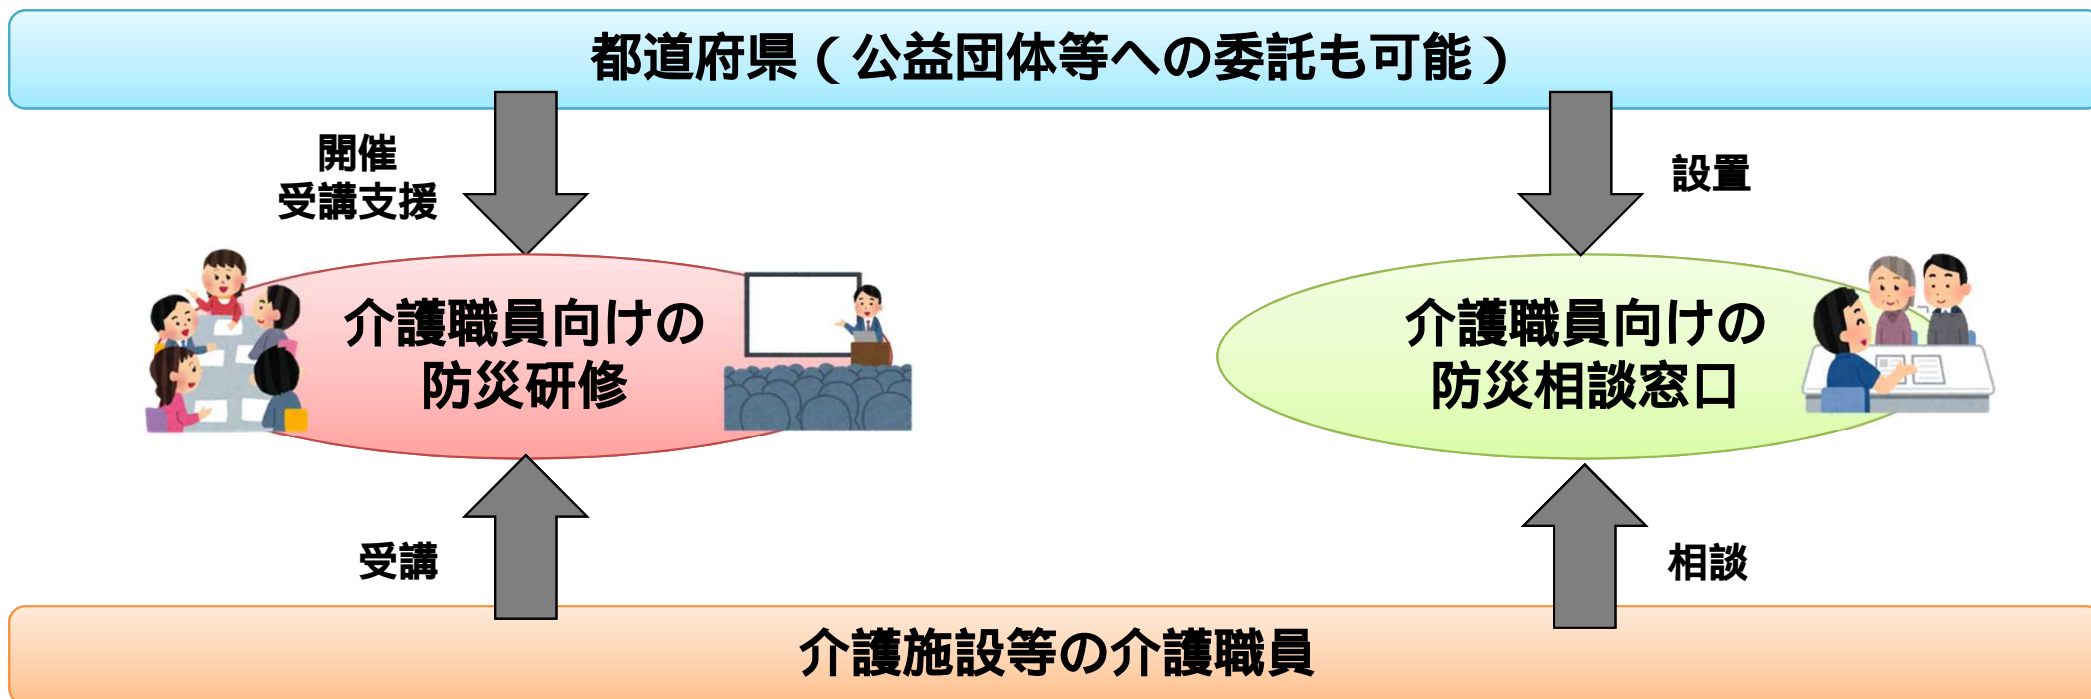 都道府県（公益団体等への委託も可能）
開催
受講支援
設置
介護職員向けの
防災研修
介護職員向けの
防災相談窓口
受講
相談
介護施設等の介護職員